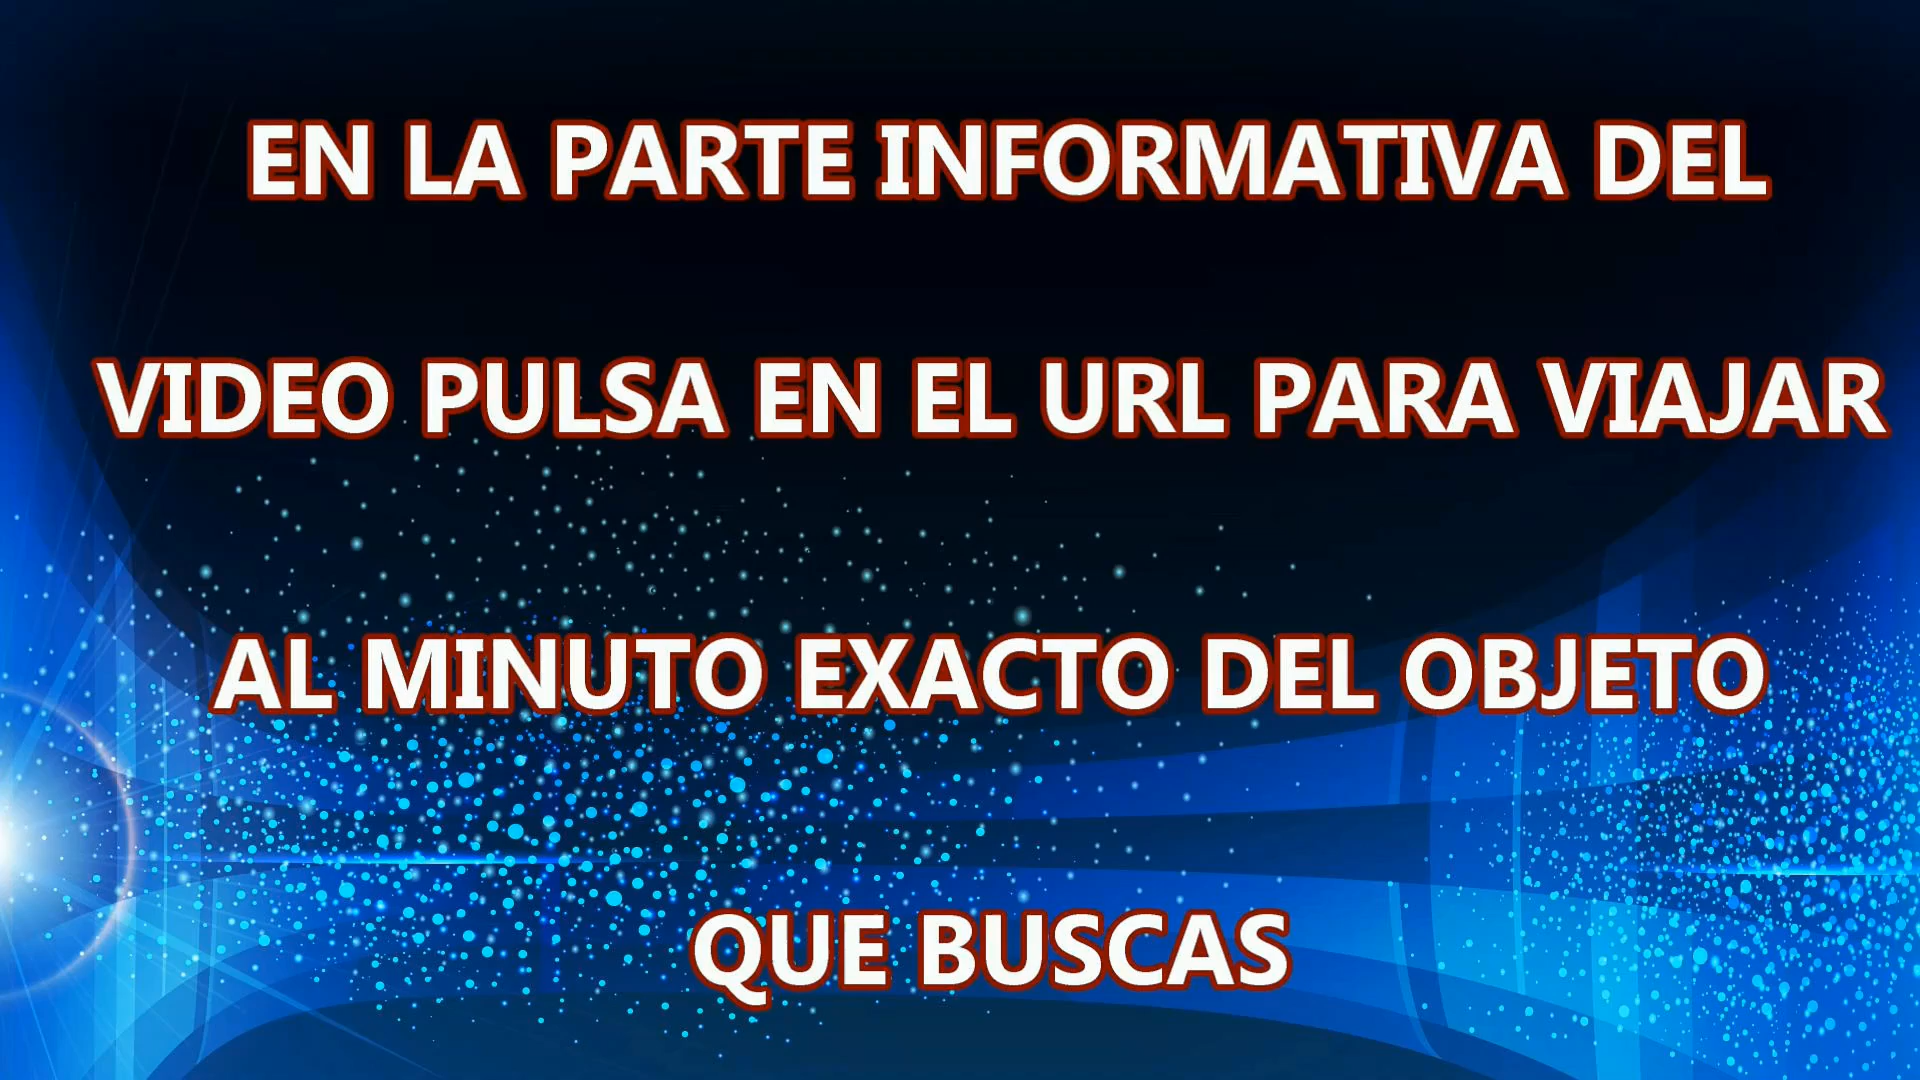 EN LA PARTE INFORMATIVA DEL
VIDEO PULSA EN EL URL PARA VIAJAR
AL MINUTO EXACTO DEL OBJETO
QUE BUSCAS